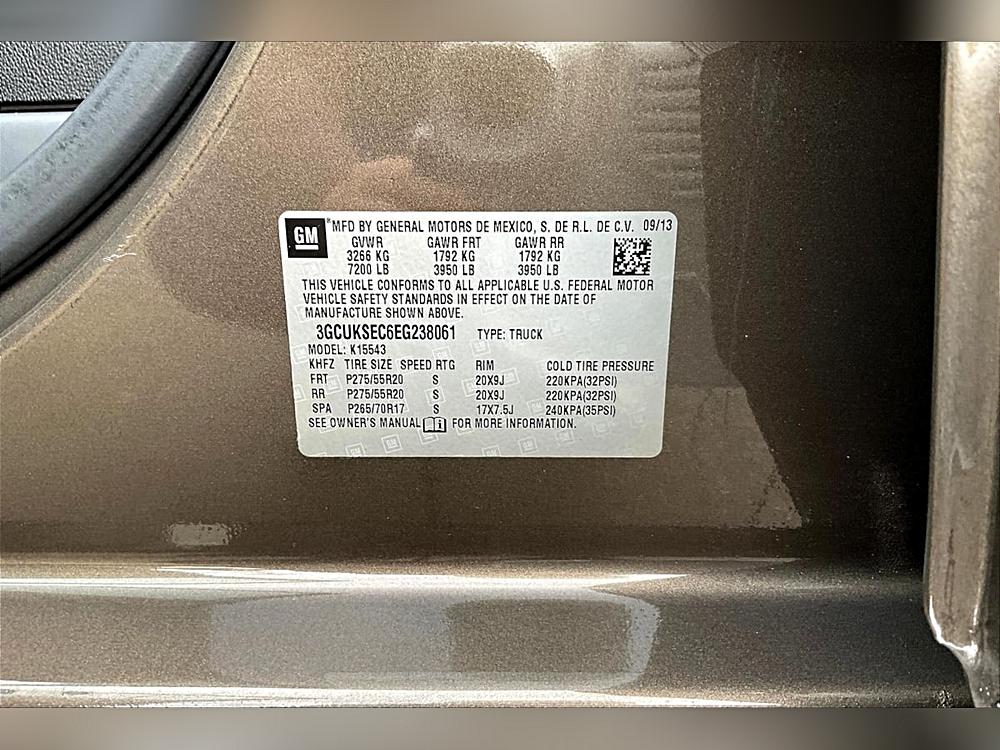 GM ® MFD BY GENERAL MOTORS DE MEXICO, S. DE R.L. DE C.V. 09/13
GVWR GAWR FRT GAWR RR
3266 KG 1792 KG 1792 KG
7200 LB 3950 LB 3950 LB
THIS VEHICLE CONFORMS TO ALL APPLICABLE U.S. FEDERAL MOTOR
VEHICLE SAFETY STANDARDS IN EFFECT ON THE DATE OF
MANUFACTURE SHOWN ABOVE.
3GCUKSEC6EG238061 TYPE: TRUCK
MODEL: K15543
KHFZ TIRE SIZE SPEED RTG RIM COLD TIRE PRESSURE
FRT P275/55R20 S 20X9J 220KPA(32PSI)
RR P275/55R20 S 20X9J 220KPA(32PSI)
SPA P265/70R17 S 17X7.5J 240KPA(35PSI)
SEE OWNER'S MANUAL FOR MORE INFORMATION.